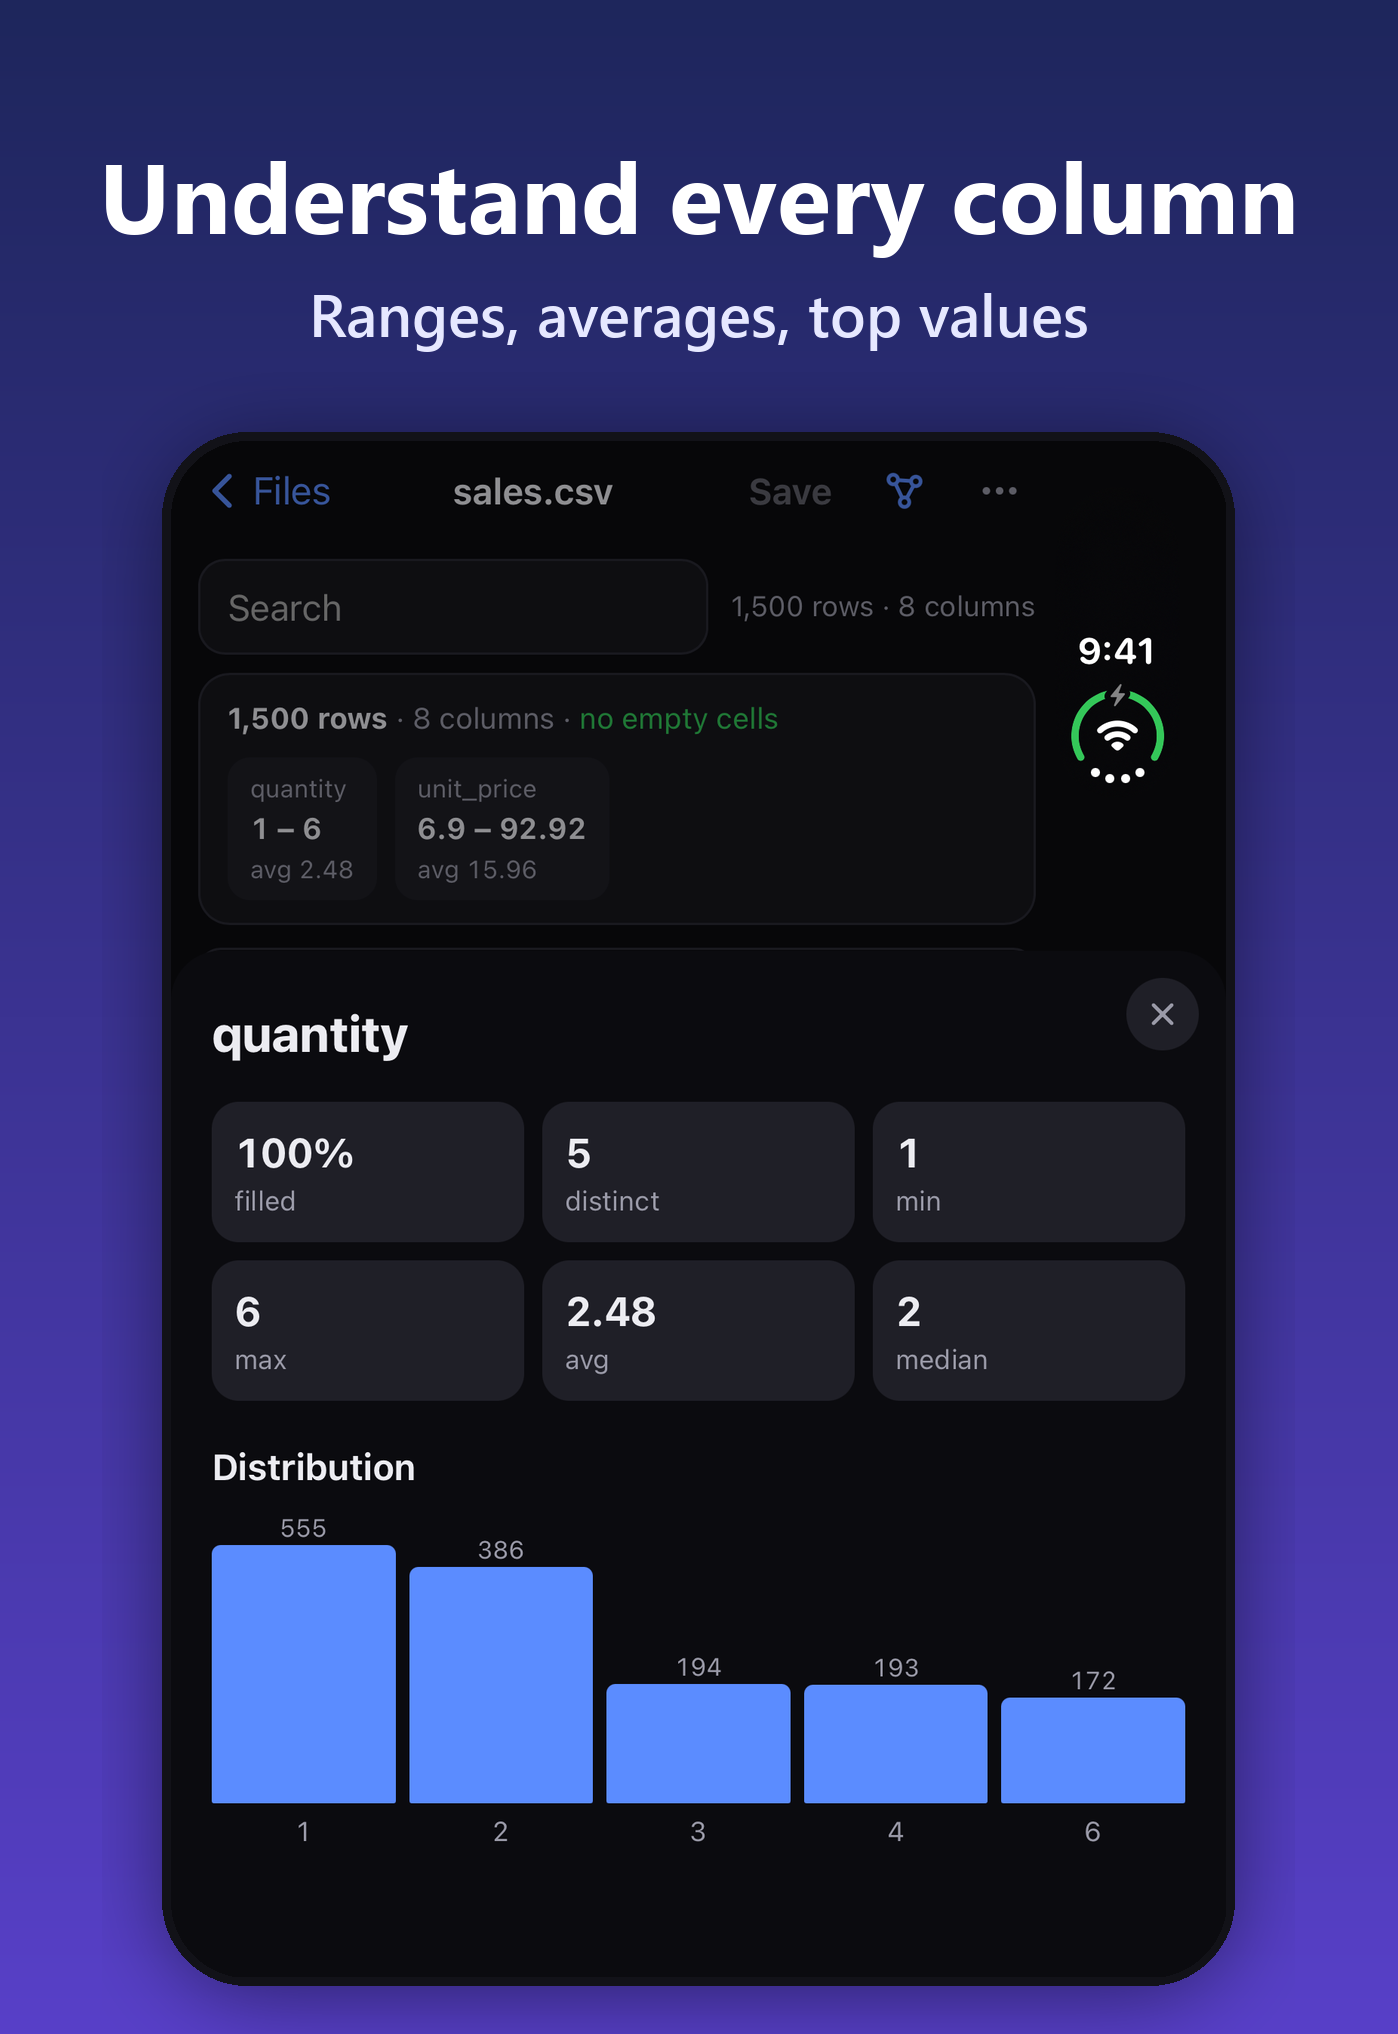 Understand every column
Ranges, averages, top values
Files sales.csv Save
Search 1,500 rows · 8 columns
9:41
1,500 rows · 8 columns · no empty cells
quantity unit_price
1 – 6 6.9 – 92.92
avg 2.48 avg 15.96
quantity
100% 5 1
filled distinct min
6 2.48 2
max avg median
Distribution
555 386 194 193 172
1 2 3 4 6